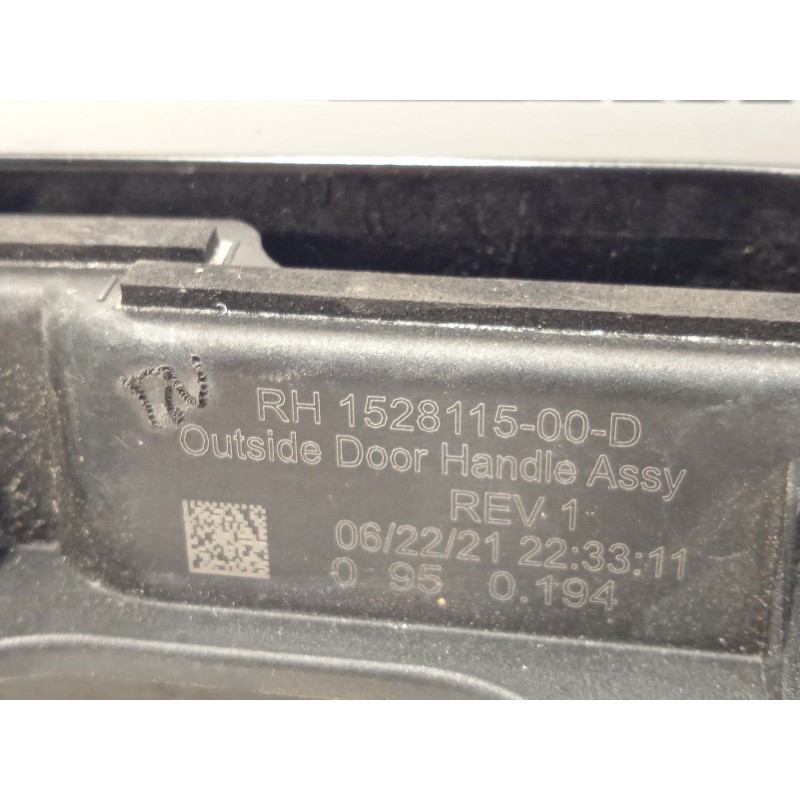 RH 1528115-00-D
Outside Door Handle Assy
REV 1
06/22/21 22:33:11
0 95 0.194